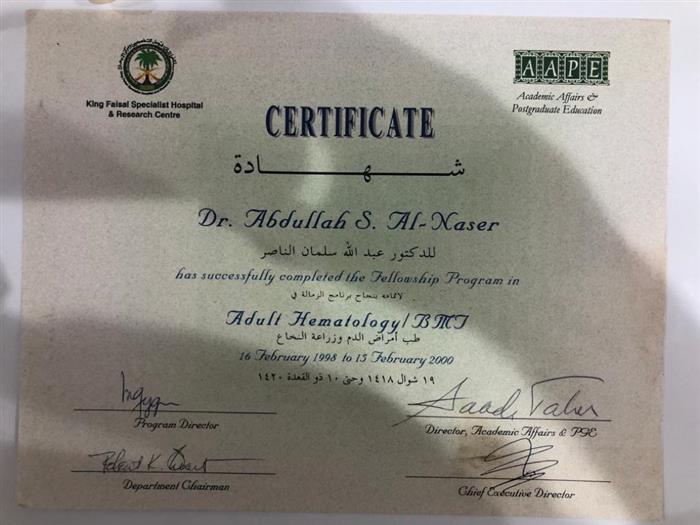 King Faisal Specialist Hospital
& Research Centre
AAPE
Academic Affairs &
Postgraduate Education
CERTIFICATE
شهادة
Dr. Abdullah S. Al-Naser
للدكتور عبد الله سلمان الناصر
has successfully completed the Fellowship Program in
لاتمامه بنجاح برنامج الزمالة في
Adult Hematology/BMT
طب أمراض الدم وزراعة النخاع
16 February 1998 to 15 February 2000
١٩ شوال ١٤١٨ وحتى ١٠ ذو القعدة ١٤٢٠
Program Director
Saadi Taher
Director, Academic Affairs & PGE
Robert K.
Department Chairman
Chief Executive Director